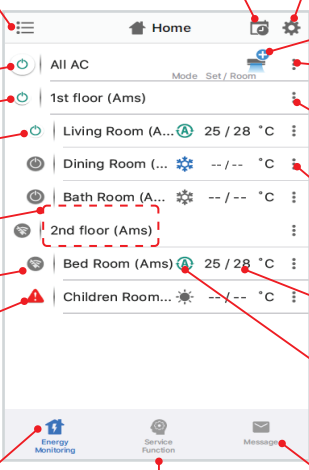 Home
All AC
Mode Set / Room
1st floor (Ams)
Living Room (A... A 25 / 28 °C
Dining Room (... -- / -- °C
Bath Room (A... -- / -- °C
2nd floor (Ams)
Bed Room (Ams) A 25 / 28 °C
Children Room... -- / -- °C
Energy Monitoring
Service Function
Message